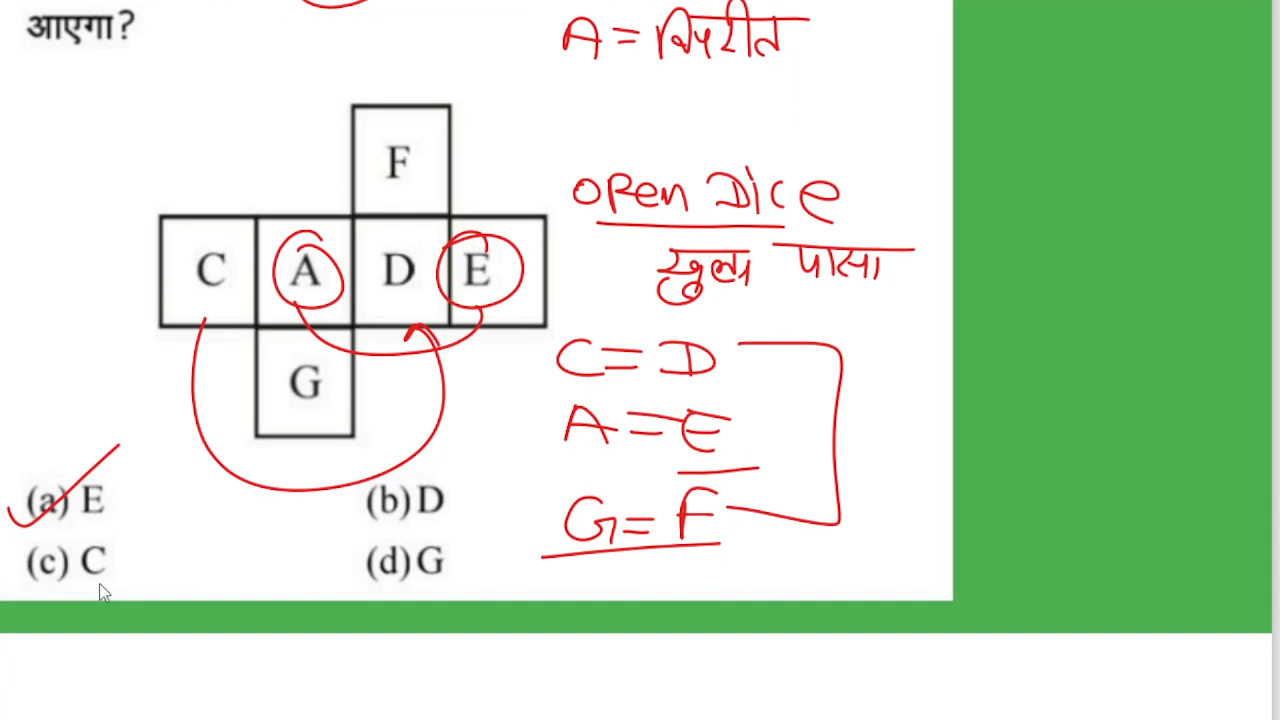 आएगा?
A = विपरीत
F
OPen Dice
खुला पासा
C A D E
C = D
A = E
G
G = F
(a) E (b) D
(c) C (d) G